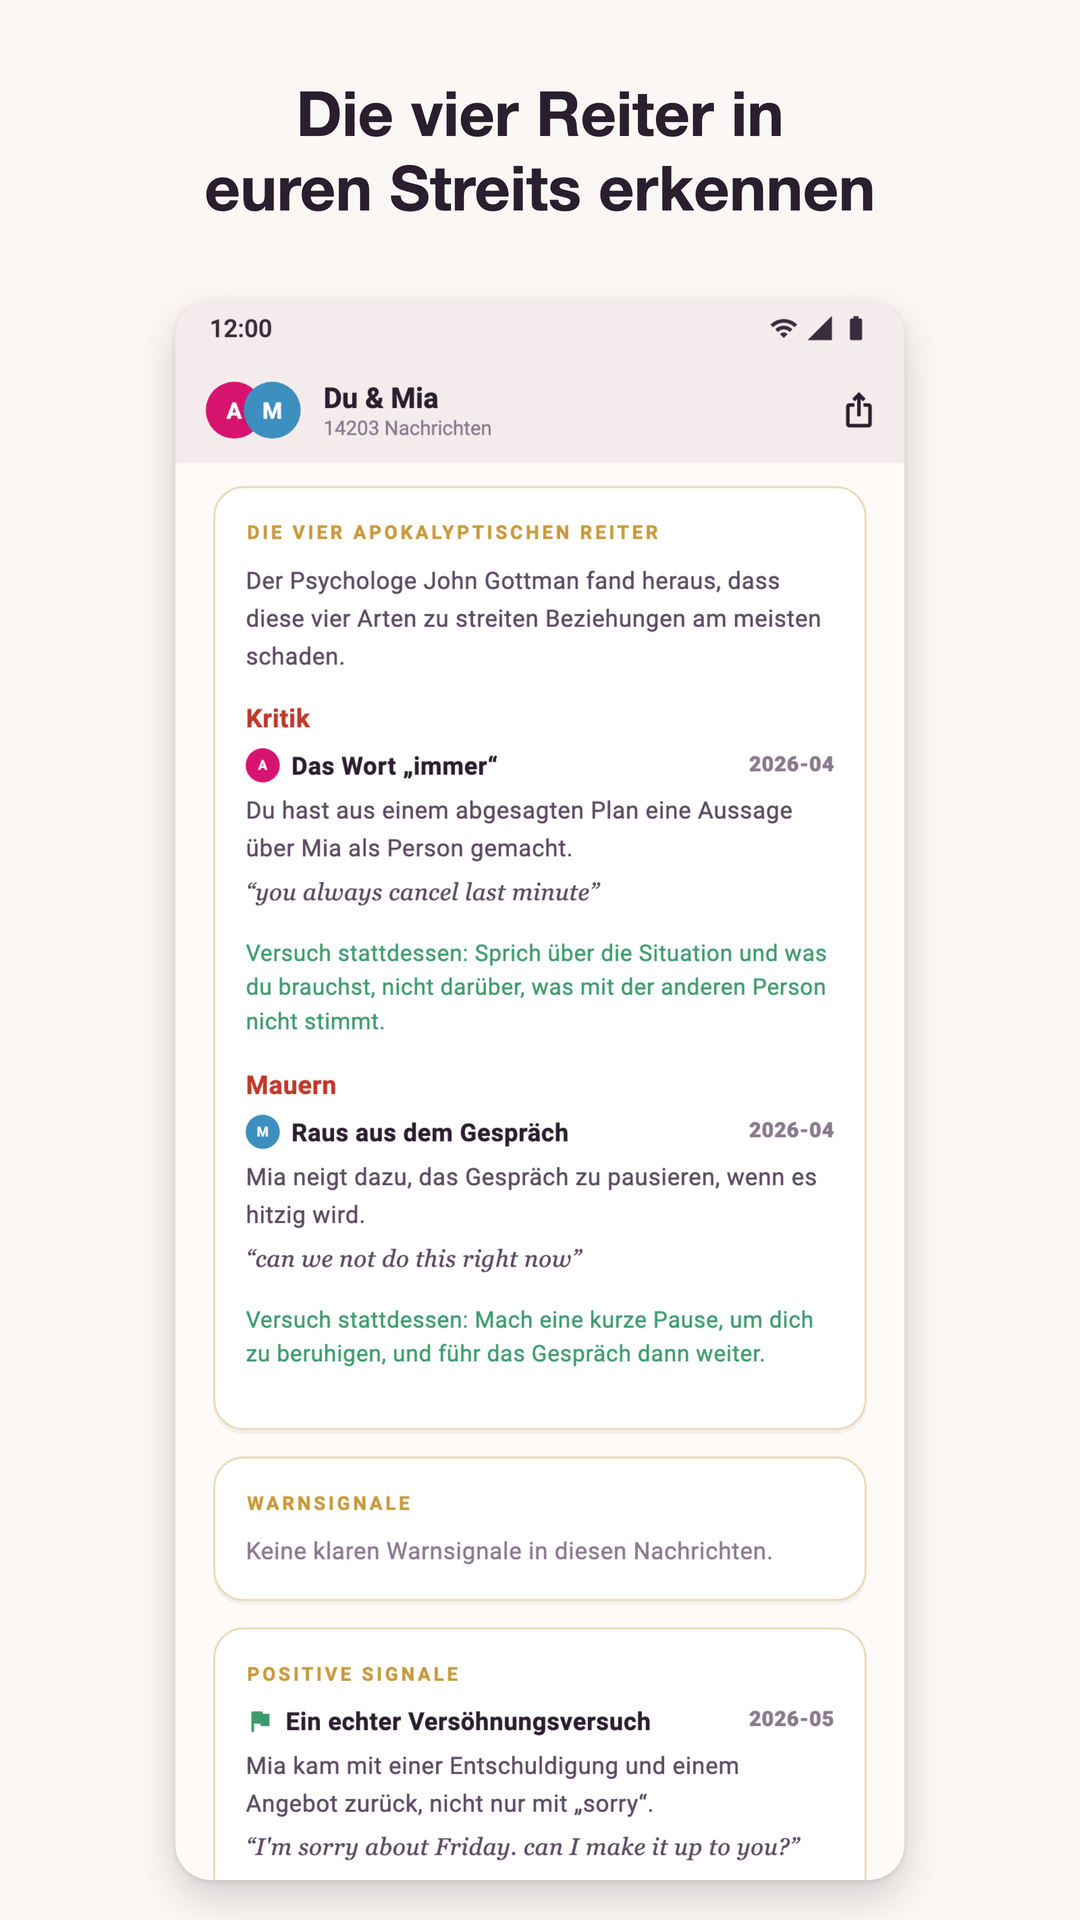 Die vier Reiter in
euren Streits erkennen
12:00
A M
Du & Mia
14203 Nachrichten
DIE VIER APOKALYPTISCHEN REITER
Der Psychologe John Gottman fand heraus, dass
diese vier Arten zu streiten Beziehungen am meisten
schaden.
Kritik
A Das Wort „immer“ 2026-04
Du hast aus einem abgesagten Plan eine Aussage
über Mia als Person gemacht.
“you always cancel last minute”
Versuch stattdessen: Sprich über die Situation und was
du brauchst, nicht darüber, was mit der anderen Person
nicht stimmt.
Mauern
M Raus aus dem Gespräch 2026-04
Mia neigt dazu, das Gespräch zu pausieren, wenn es
hitzig wird.
“can we not do this right now”
Versuch stattdessen: Mach eine kurze Pause, um dich
zu beruhigen, und führ das Gespräch dann weiter.
WARNSIGNALE
Keine klaren Warnsignale in diesen Nachrichten.
POSITIVE SIGNALE
Ein echter Versöhnungsversuch 2026-05
Mia kam mit einer Entschuldigung und einem
Angebot zurück, nicht nur mit „sorry“.
“I'm sorry about Friday. can I make it up to you?”